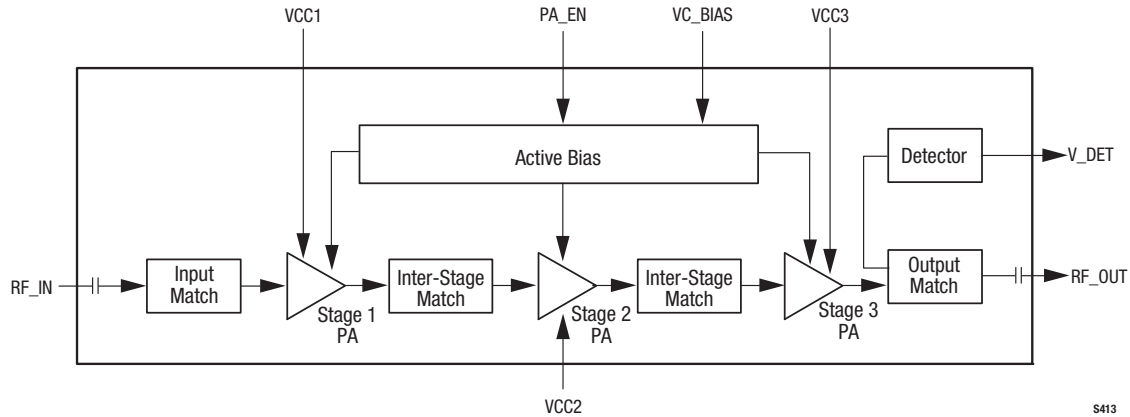 VCC1
PA_EN
VC_BIAS
VCC3
Active Bias
Detector
V_DET
RF_IN
Input
Match
Stage 1
PA
Inter-Stage
Match
Stage 2
PA
Inter-Stage
Match
Stage 3
PA
Output
Match
RF_OUT
VCC2
S413